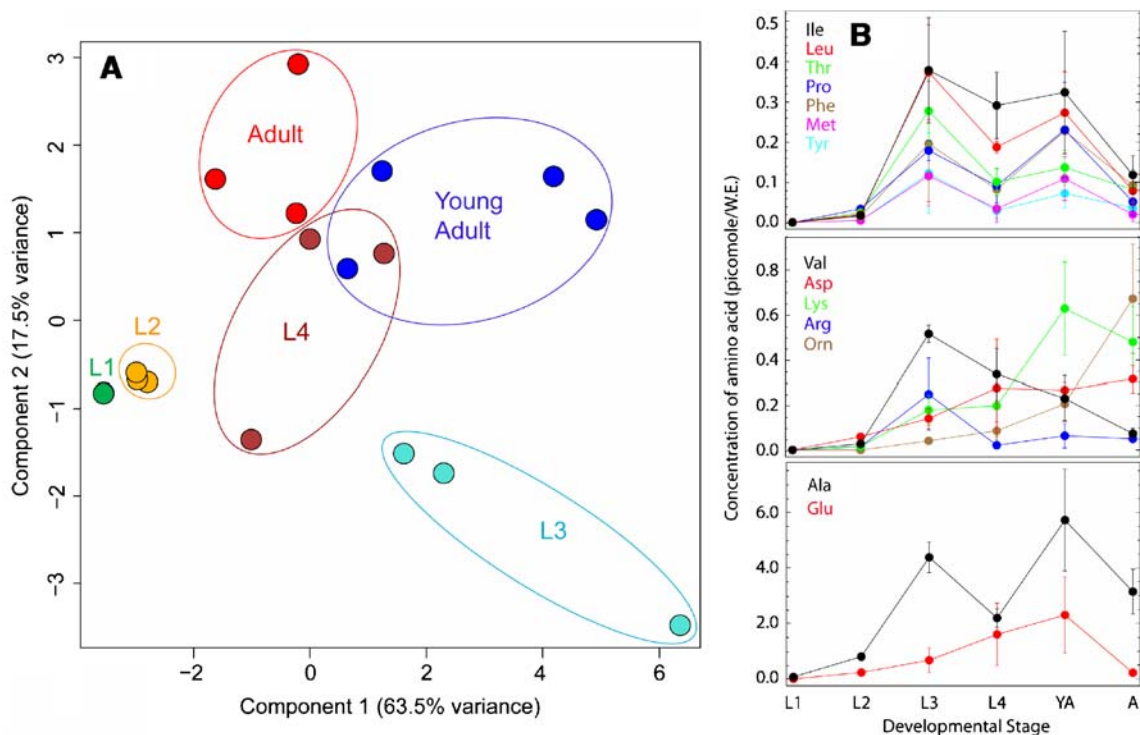 A
Adult
Young
Adult
L4
L2
L1
L3
3
2
1
0
−1
−2
−3
−2
0
2
4
6
Component 2 (17.5% variance)
Component 1 (63.5% variance)
B
Ile
Leu
Thr
Pro
Phe
Met
Tyr
0.5
0.4
0.3
0.2
0.1
0.0
Val
Asp
Lys
Arg
Orn
0.8
0.6
0.4
0.2
0.0
Ala
Glu
6.0
4.0
2.0
0.0
Concentration of amino acid (picomole/W.E.)
L1
L2
L3
L4
YA
A
Developmental Stage